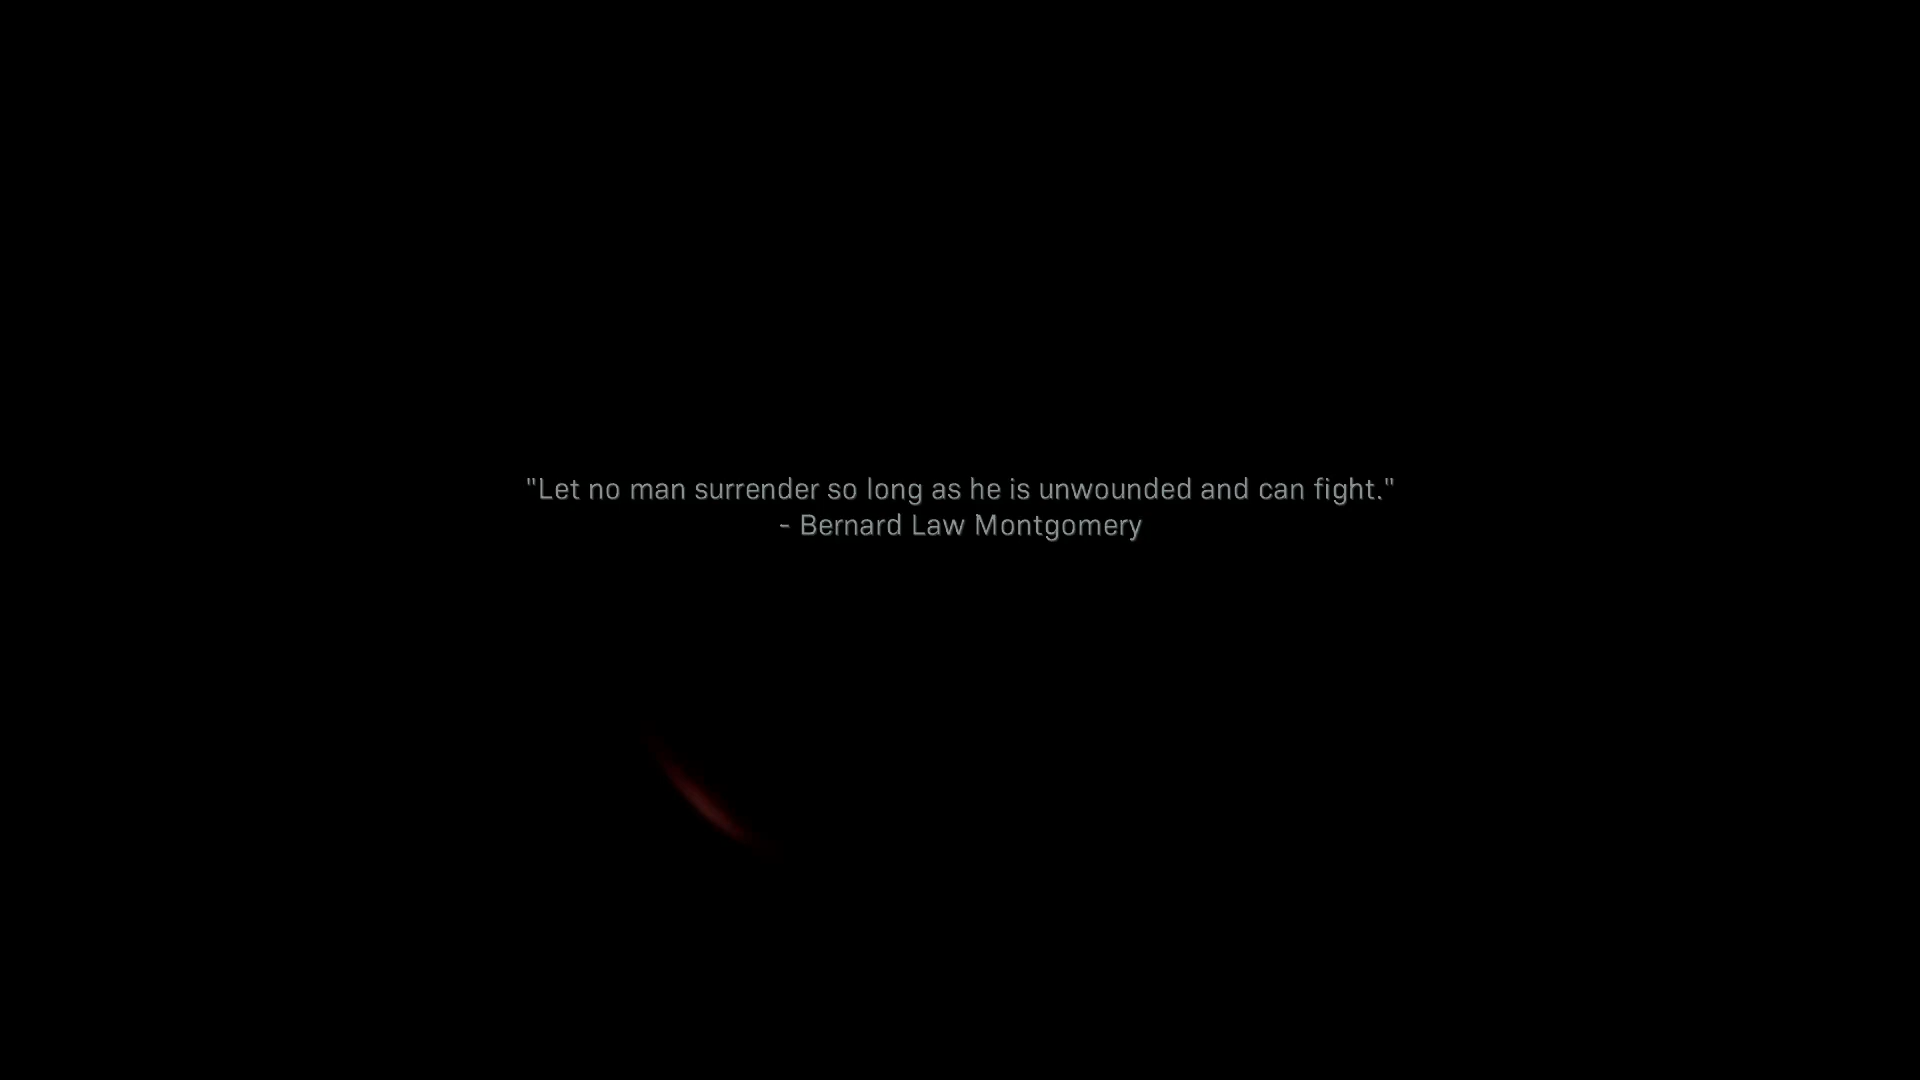 "Let no man surrender so long as he is unwounded and can fight."
- Bernard Law Montgomery